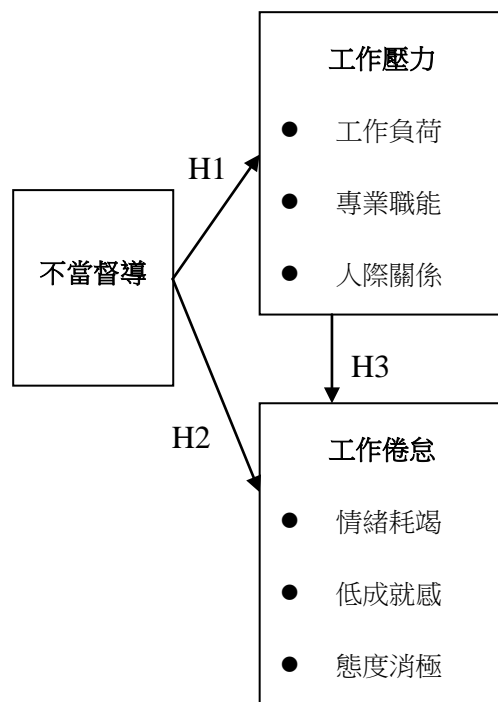 工作壓力
● 工作負荷
● 專業職能
● 人際關係
H1
不當督導
H3
H2
工作倦怠
● 情緒耗竭
● 低成就感
● 態度消極